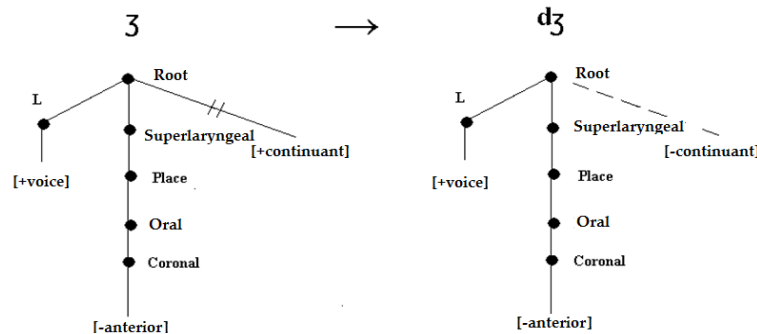 ʒ → dʒ
Root
L
Superlaryngeal
[+continuant]
[+voice]
Place
Oral
Coronal
[-anterior]
Root
L
Superlaryngeal
[-continuant]
[+voice]
Place
Oral
Coronal
[-anterior]